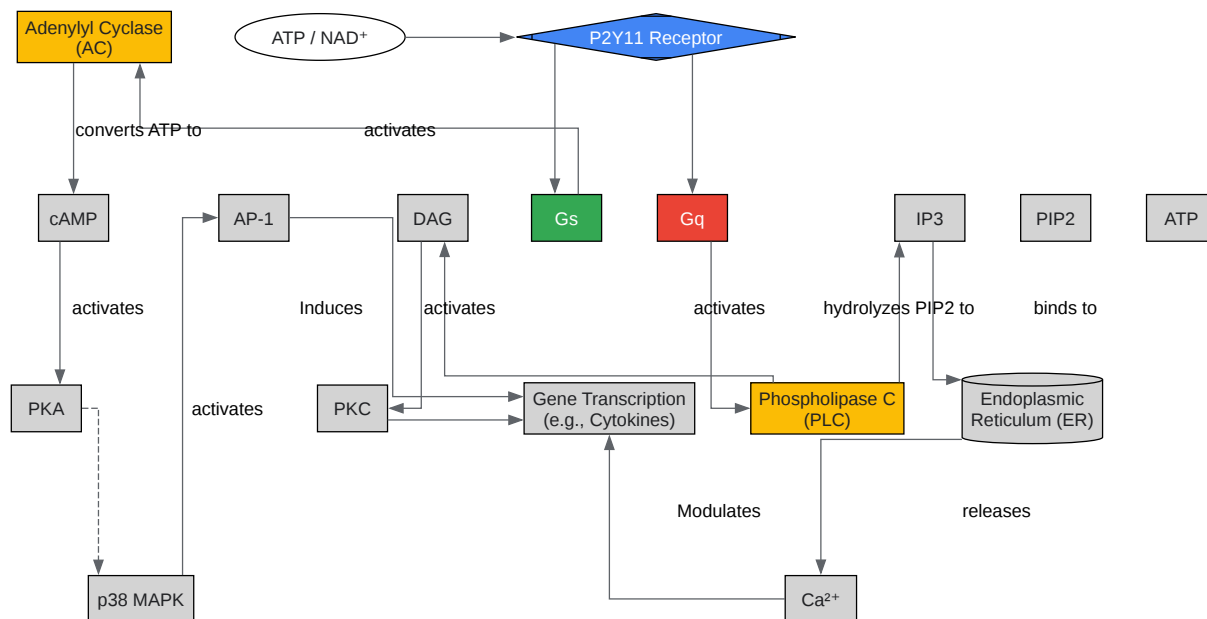 Adenylyl Cyclase
(AC)
ATP / NAD⁺
P2Y11 Receptor
converts ATP to
activates
cAMP
AP-1
DAG
Gs
Gq
IP3
PIP2
ATP
activates
Induces
activates
activates
hydrolyzes PIP2 to
binds to
PKA
activates
PKC
Gene Transcription
(e.g., Cytokines)
Phospholipase C
(PLC)
Endoplasmic
Reticulum (ER)
Modulates
releases
p38 MAPK
Ca²⁺